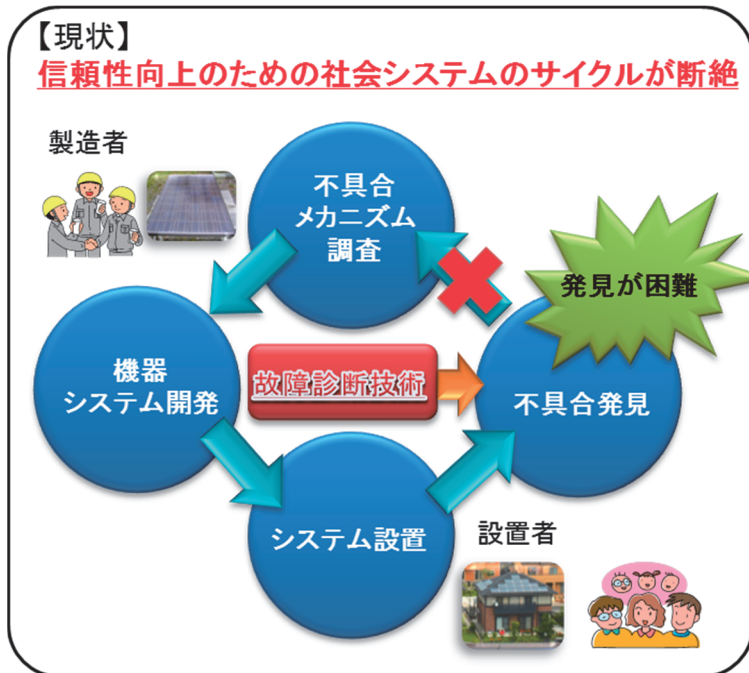 【現状】
信頼性向上のための社会システムのサイクルが断絶
製造者
不具合
メカニズム
調査
発見が困難
機器
システム開発
故障診断技術
不具合発見
システム設置
設置者